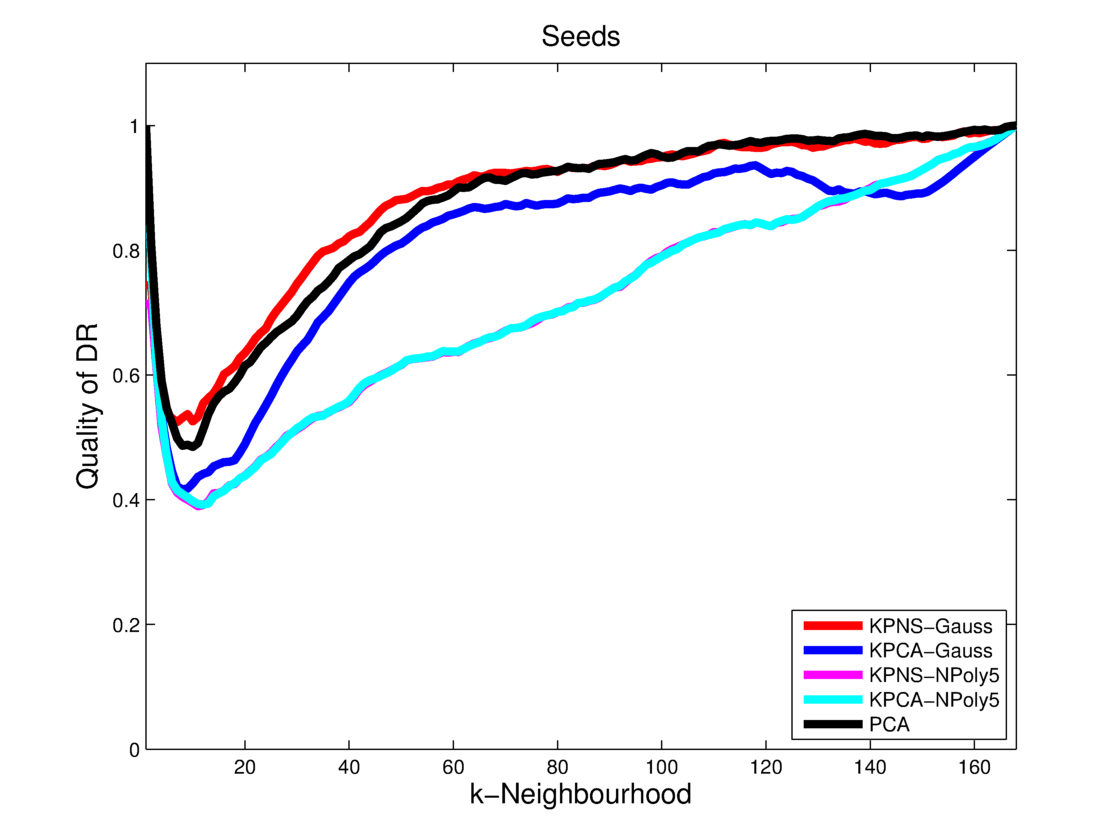 Seeds
Quality of DR
1
0.8
0.6
0.4
0.2
0
20 40 60 80 100 120 140 160
k−Neighbourhood
KPNS−Gauss
KPCA−Gauss
KPNS−NPoly5
KPCA−NPoly5
PCA